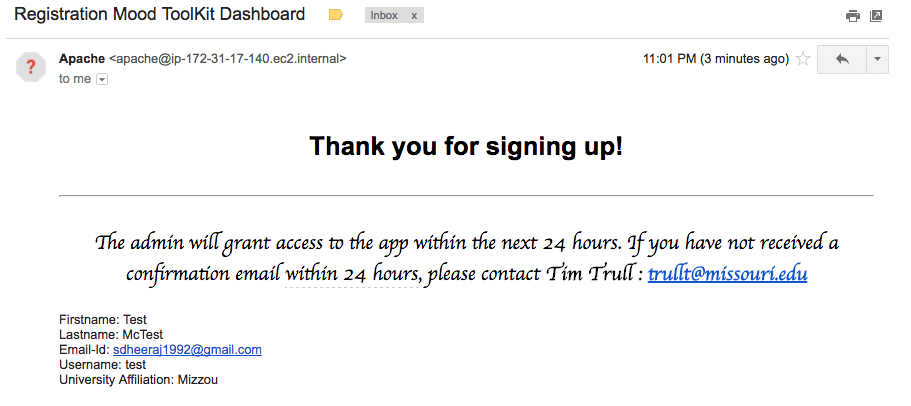 Registration Mood ToolKit Dashboard Inbox x
Apache <apache@ip-172-31-17-140.ec2.internal> 11:01 PM (3 minutes ago)
to me
Thank you for signing up!
The admin will grant access to the app within the next 24 hours. If you have not received a
confirmation email within 24 hours, please contact Tim Trull : trullt@missouri.edu
Firstname: Test
Lastname: McTest
Email-Id: sdheeraj1992@gmail.com
Username: test
University Affiliation: Mizzou